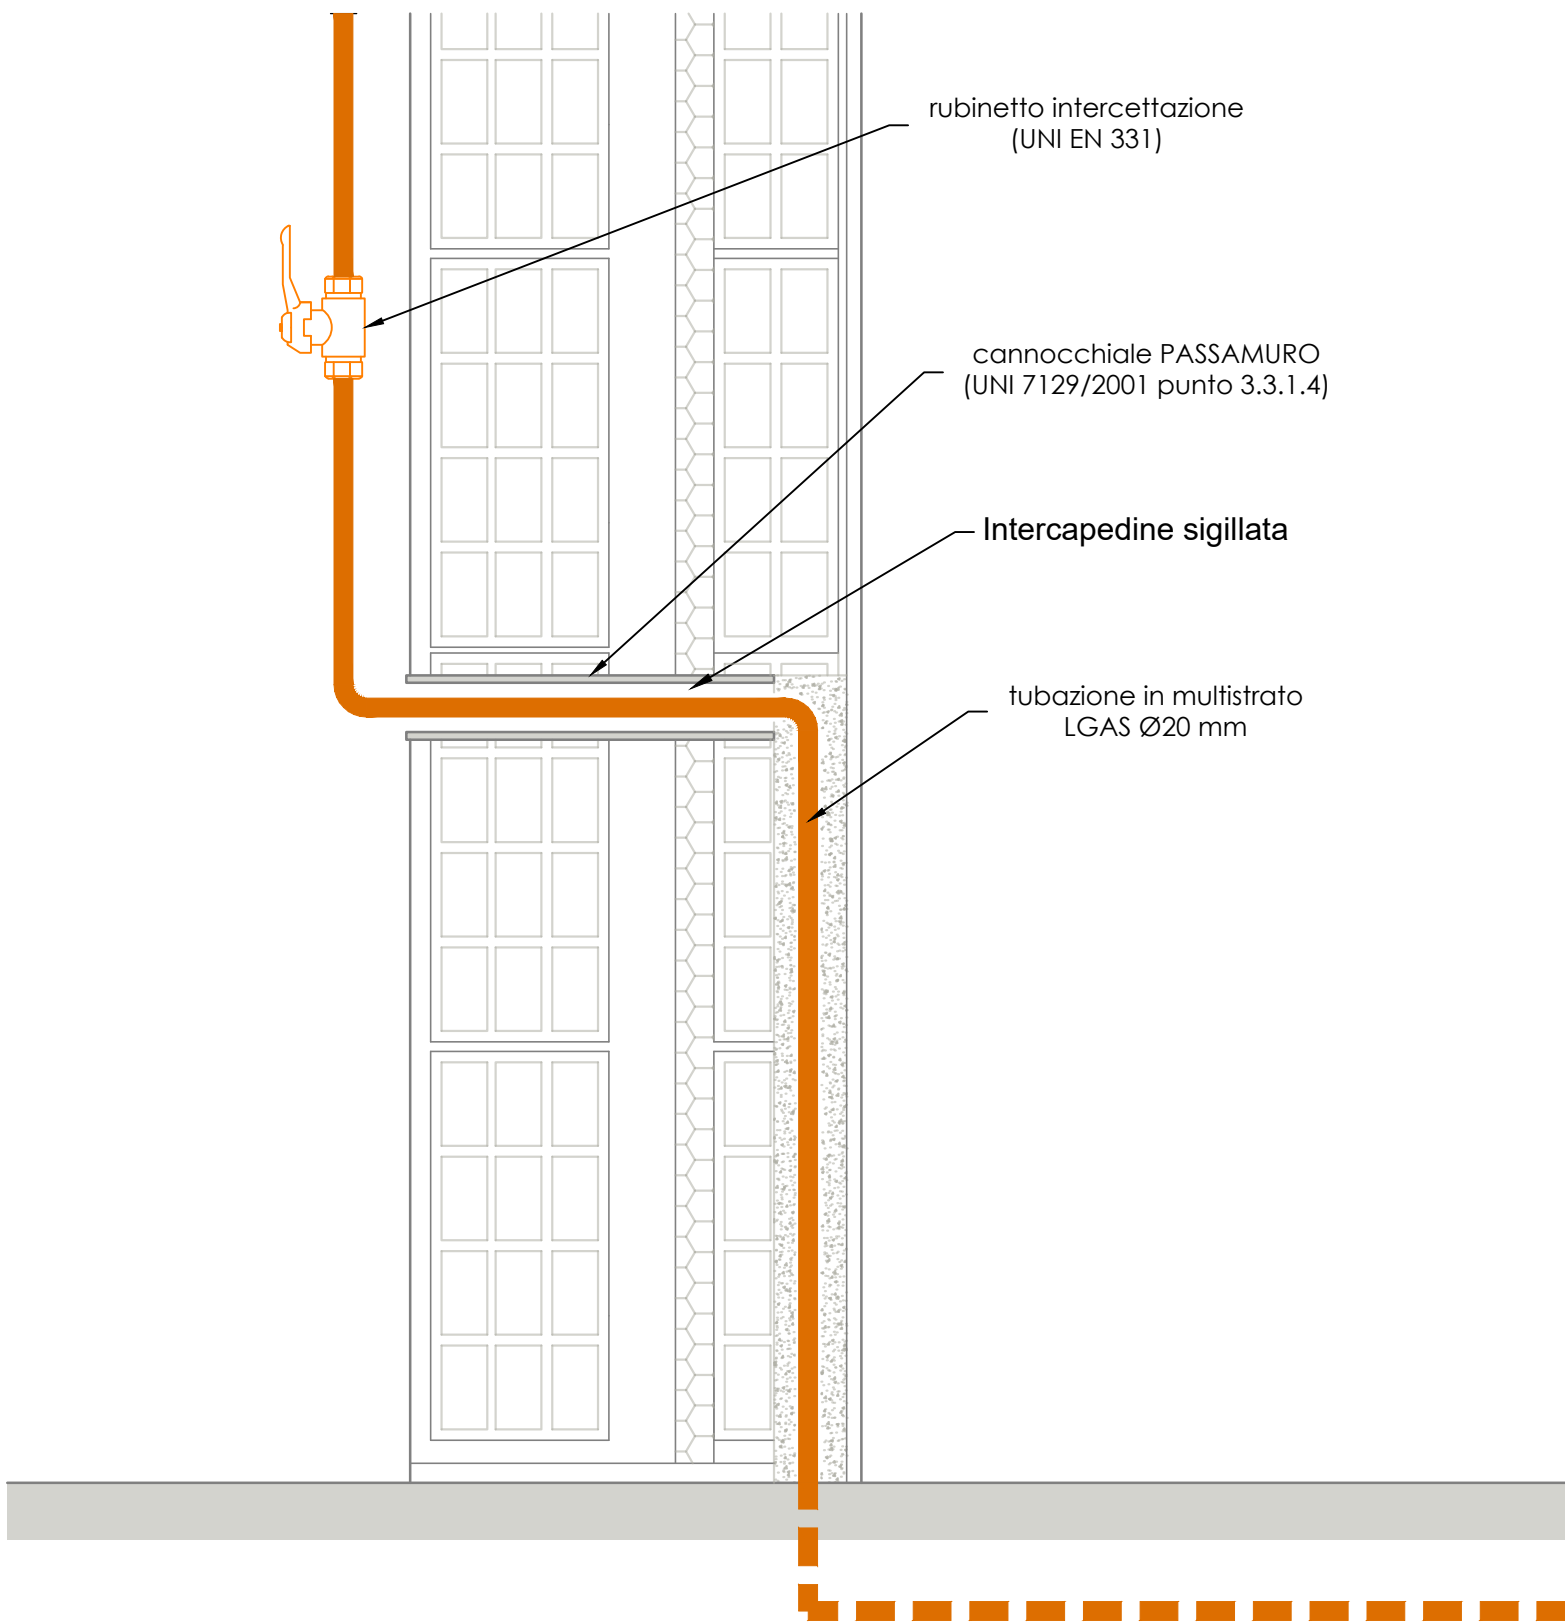 rubinetto intercettazione
(UNI EN 331)
cannocchiale PASSAMURO
(UNI 7129/2001 punto 3.3.1.4)
Intercapedine sigillata
tubazione in multistrato
LGAS Ø20 mm